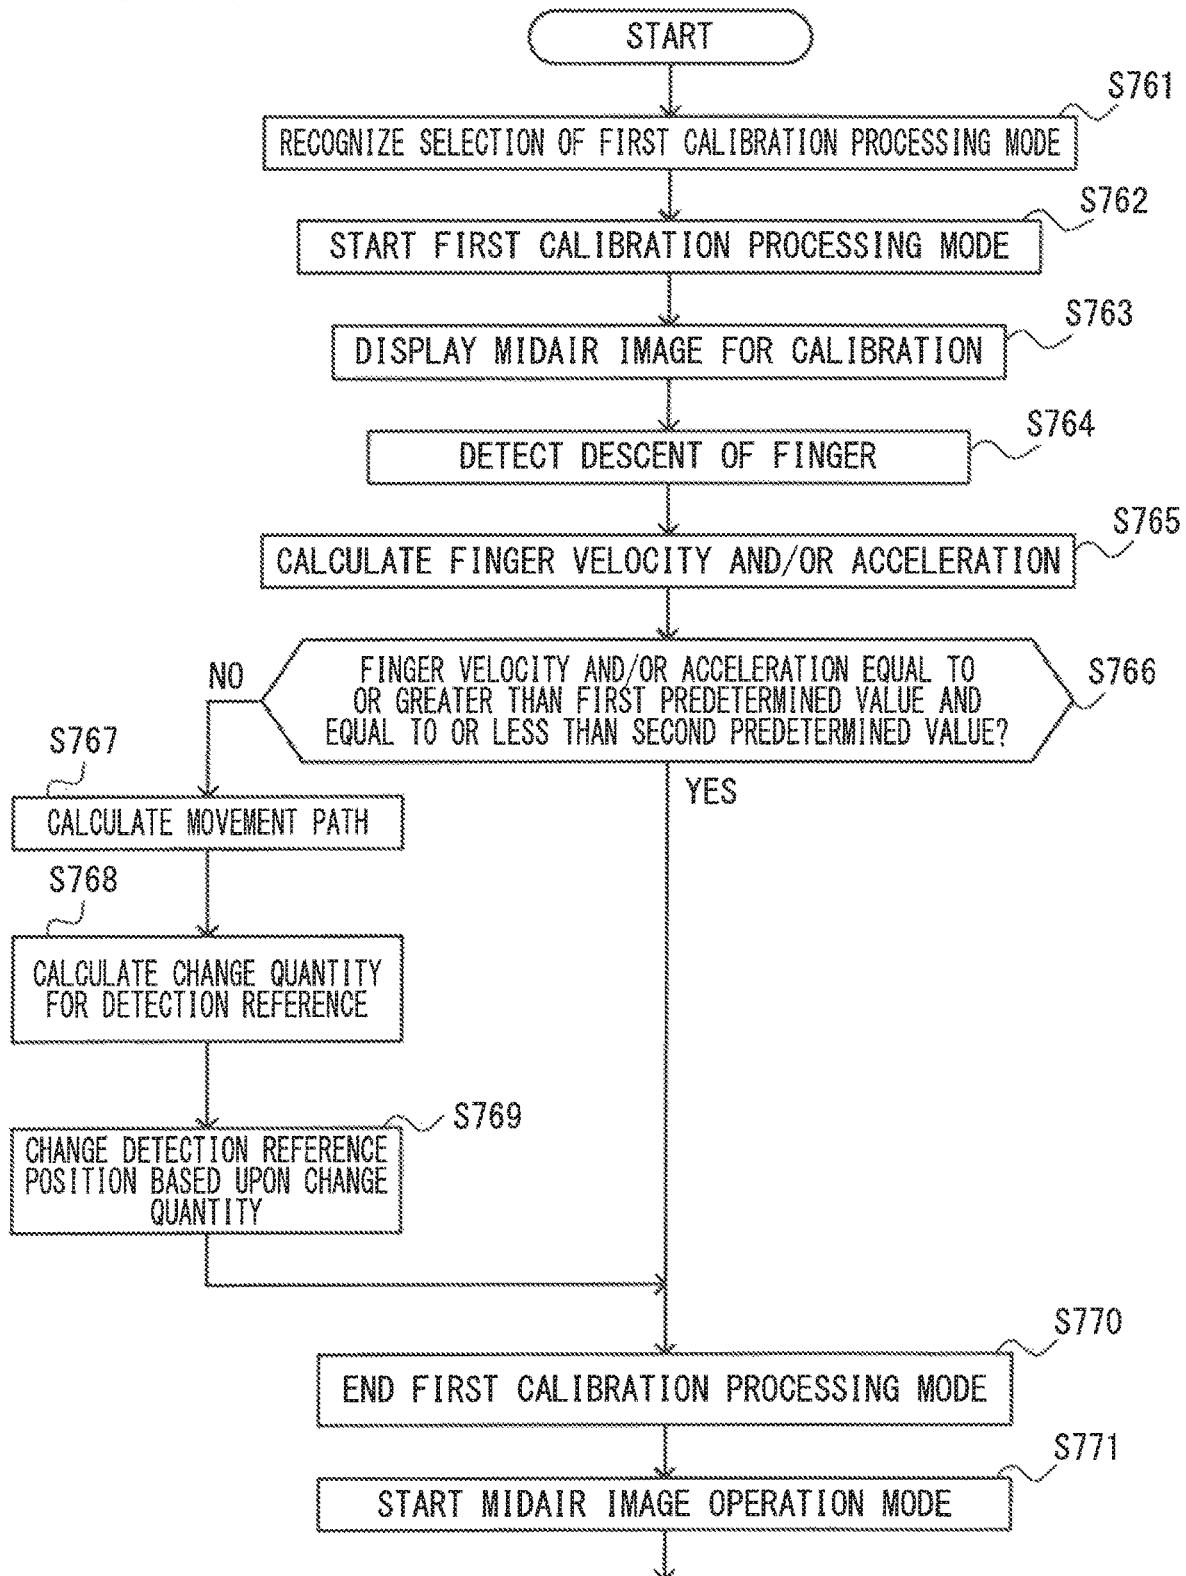 START
S761
RECOGNIZE SELECTION OF FIRST CALIBRATION PROCESSING MODE
S762
START FIRST CALIBRATION PROCESSING MODE
S763
DISPLAY MIDAIR IMAGE FOR CALIBRATION
S764
DETECT DESCENT OF FINGER
S765
CALCULATE FINGER VELOCITY AND/OR ACCELERATION
S766
FINGER VELOCITY AND/OR ACCELERATION EQUAL TO
OR GREATER THAN FIRST PREDETERMINED VALUE AND
EQUAL TO OR LESS THAN SECOND PREDETERMINED VALUE?
NO
YES
S767
CALCULATE MOVEMENT PATH
S768
CALCULATE CHANGE QUANTITY
FOR DETECTION REFERENCE
S769
CHANGE DETECTION REFERENCE
POSITION BASED UPON CHANGE
QUANTITY
S770
END FIRST CALIBRATION PROCESSING MODE
S771
START MIDAIR IMAGE OPERATION MODE